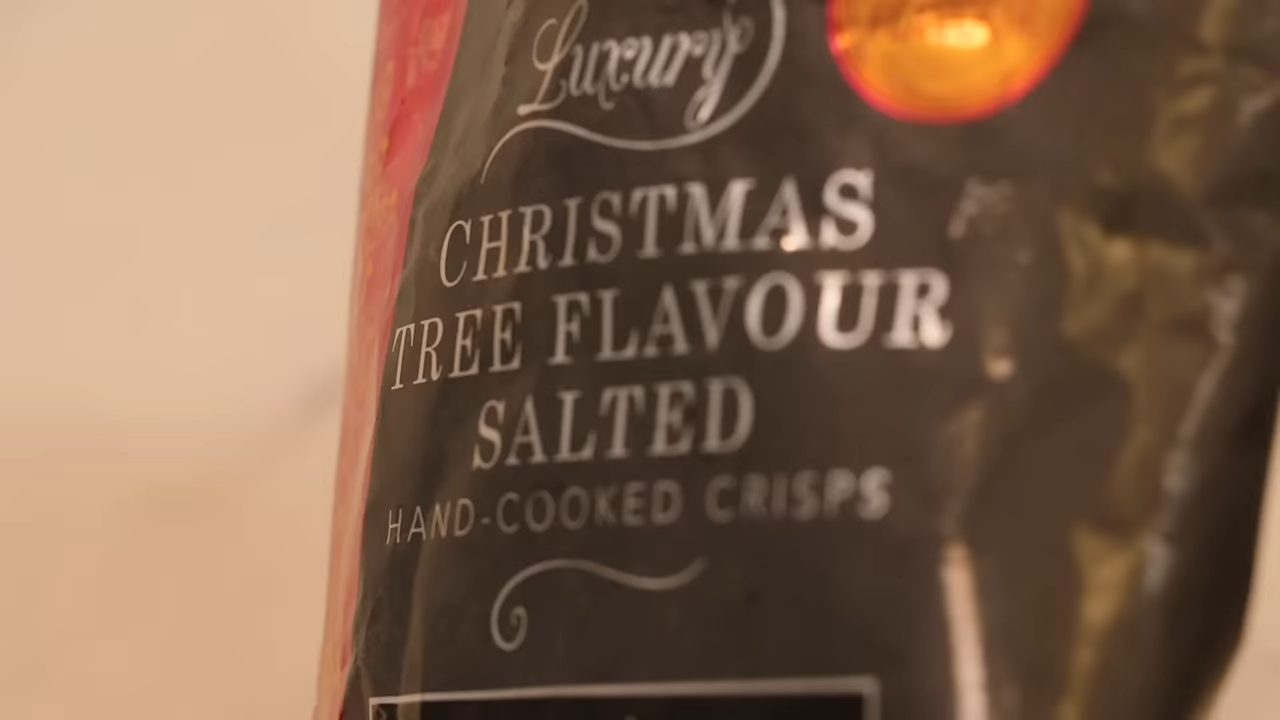 Luxury
CHRISTMAS
TREE FLAVOUR
SALTED
HAND-COOKED CRISPS